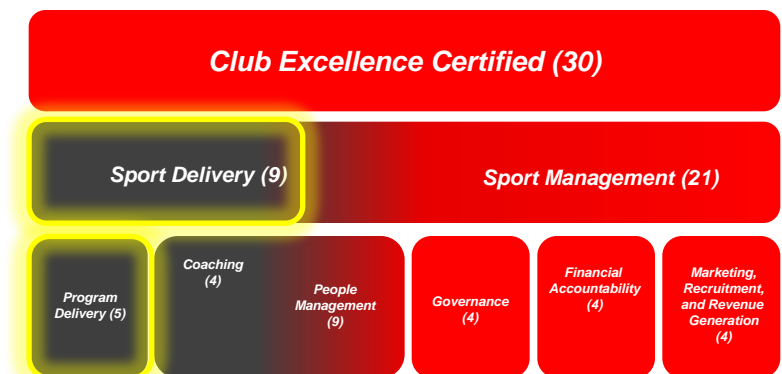 Club Excellence Certified (30)
Sport Delivery (9)
Sport Management (21)
Program
Delivery (5)
Coaching
(4)
People
Management
(9)
Governance
(4)
Financial
Accountability
(4)
Marketing,
Recruitment,
and Revenue
Generation
(4)